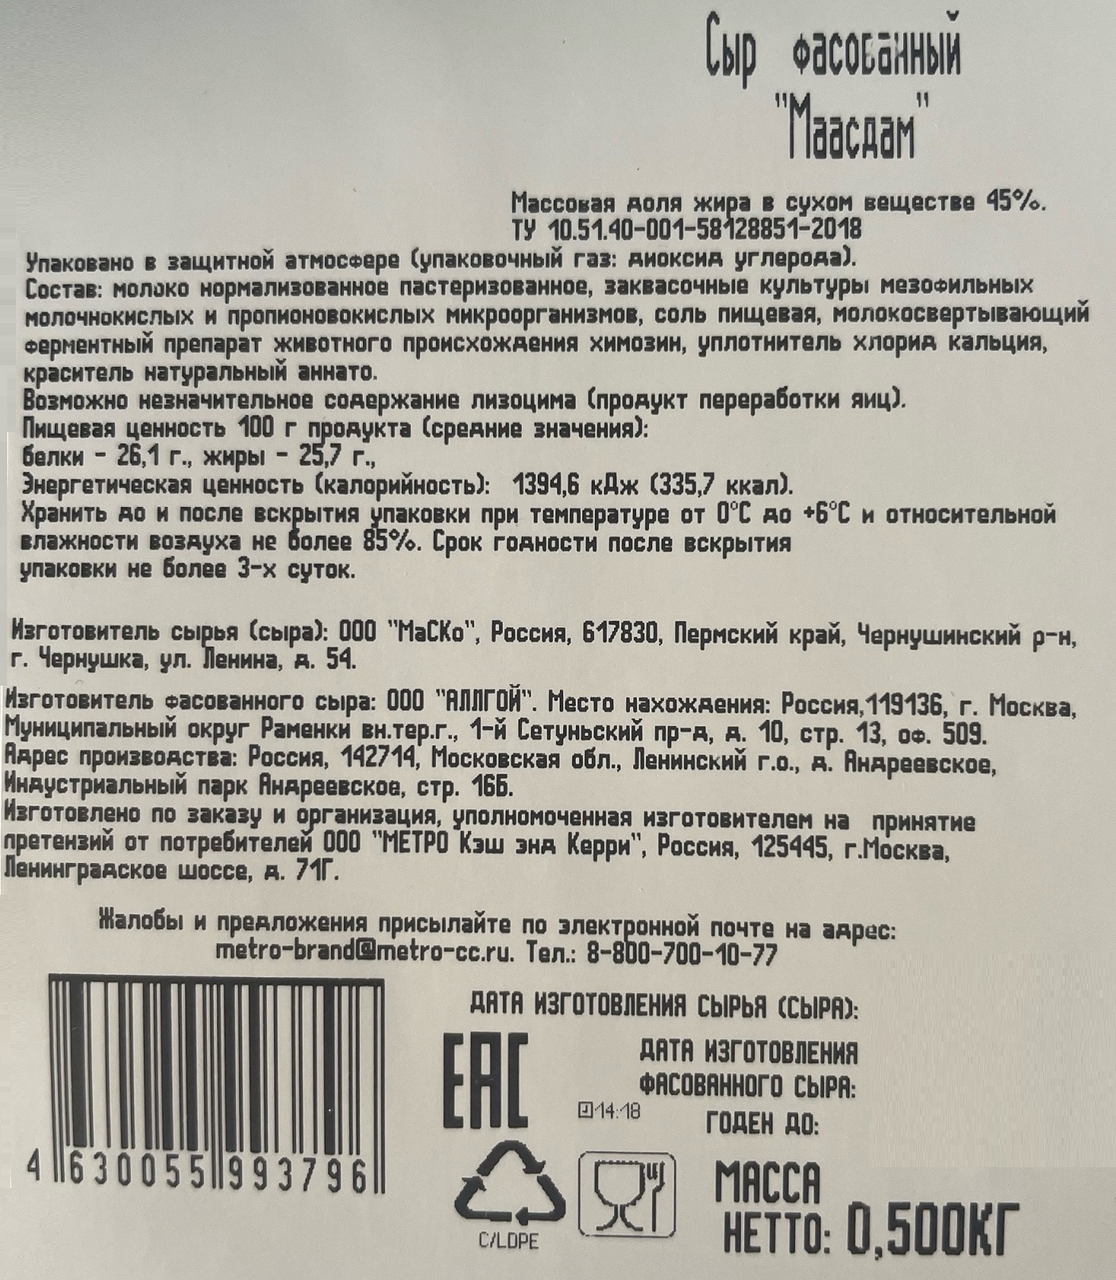 Сыр фасованный
"Маасдам"
Массовая доля жира в сухом веществе 45%.
ТУ 10.51.40-001-58128851-2018
Упаковано в защитной атмосфере (упаковочный газ: диоксид углерода).
Состав: молоко нормализованное пастеризованное, заквасочные культуры мезофильных
молочнокислых и пропионовокислых микроорганизмов, соль пищевая, молокосвертывающий
ферментный препарат животного происхождения химозин, уплотнитель хлорид кальция,
краситель натуральный аннато.
Возможно незначительное содержание лизоцима (продукт переработки яиц).
Пищевая ценность 100 г продукта (средние значения):
белки - 26,1 г., жиры - 25,7 г.,
Энергетическая ценность (калорийность): 1394,6 кДж (335,7 ккал).
Хранить до и после вскрытия упаковки при температуре от 0°C до +6°C и относительной
влажности воздуха не более 85%. Срок годности после вскрытия
упаковки не более 3-х суток.
Изготовитель сырья (сыра): ООО "МаСКо", Россия, 617830, Пермский край, Чернушинский р-н,
г. Чернушка, ул. Ленина, д. 54.
Изготовитель фасованного сыра: ООО "АЛЛГОЙ". Место нахождения: Россия,119136, г. Москва,
Муниципальный округ Раменки вн.тер.г., 1-й Сетуньский пр-д, д. 10, стр. 13, оф. 509.
Адрес производства: Россия, 142714, Московская обл., Ленинский г.о., д. Андреевское,
Индустриальный парк Андреевское, стр. 16Б.
Изготовлено по заказу и организация, уполномоченная изготовителем на принятие
претензий от потребителей ООО "МЕТРО Кэш энд Керри", Россия, 125445, г.Москва,
Ленинградское шоссе, д. 71Г.
Жалобы и предложения присылайте по электронной почте на адрес:
metro-brand@metro-cc.ru. Тел.: 8-800-700-10-77
ДАТА ИЗГОТОВЛЕНИЯ СЫРЬЯ (СЫРА):
ДАТА ИЗГОТОВЛЕНИЯ
ФАСОВАННОГО СЫРА:
EAC
14:18
ГОДЕН ДО:
4 630055 993796
МАССА
НЕТТО: 0,500КГ
C/LDPE